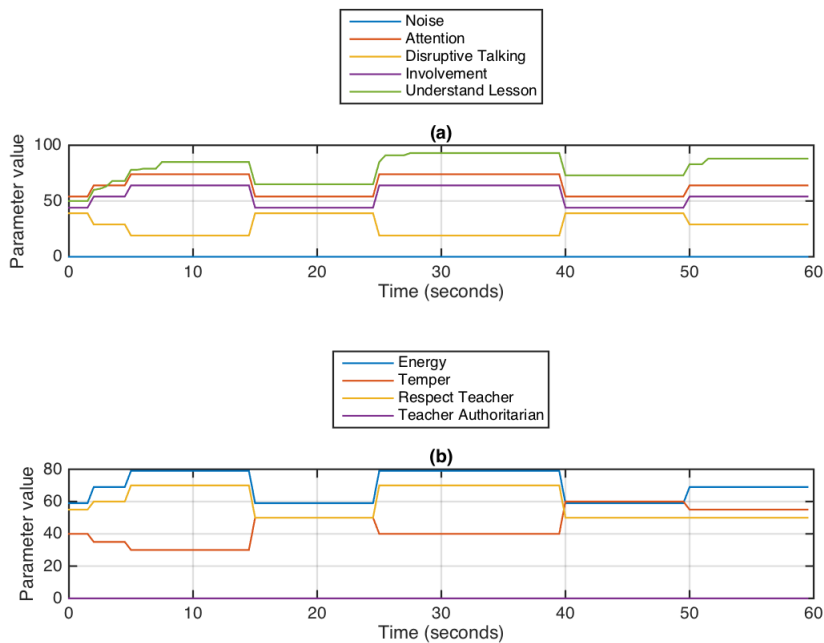 Noise
Attention
Disruptive Talking
Involvement
Understand Lesson
(a)
100
50
0
Parameter value
0 10 20 30 40 50 60
Time (seconds)
Energy
Temper
Respect Teacher
Teacher Authoritarian
(b)
80
60
40
20
0
Parameter value
0 10 20 30 40 50 60
Time (seconds)